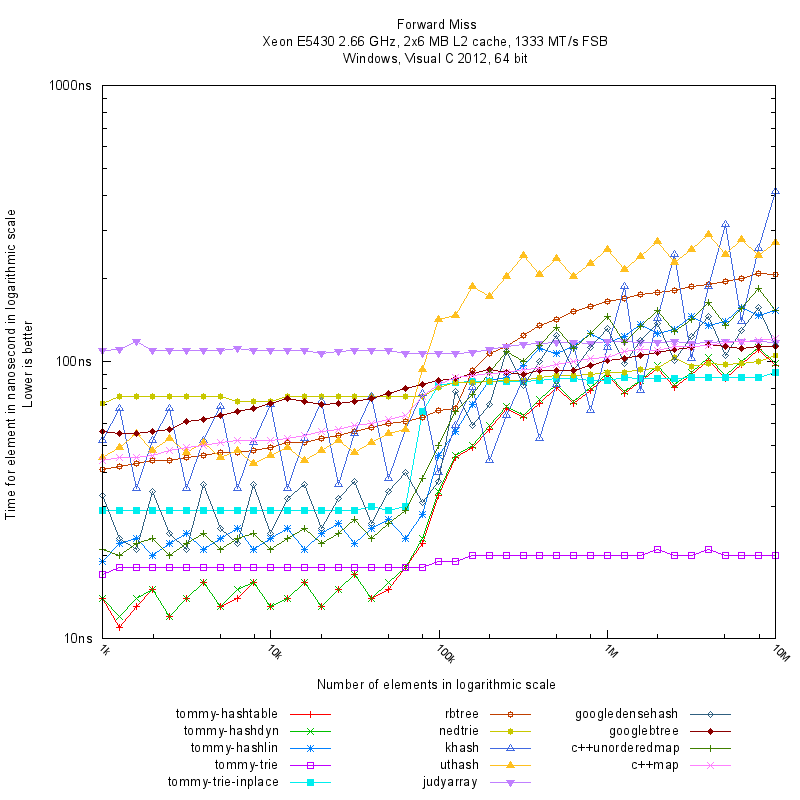 Forward Miss
Xeon E5430 2.66 GHz, 2x6 MB L2 cache, 1333 MT/s FSB
Windows, Visual C 2012, 64 bit
1000ns
100ns
10ns
Time for element in nanosecond in logarithmic scale
Lower is better
1k 10k 100k 1M 10M
Number of elements in logarithmic scale
tommy-hashtable rbtree googledensehash
tommy-hashdyn nedtrie googlebtree
tommy-hashlin khash c++unorderedmap
tommy-trie uthash c++map
tommy-trie-inplace judyarray